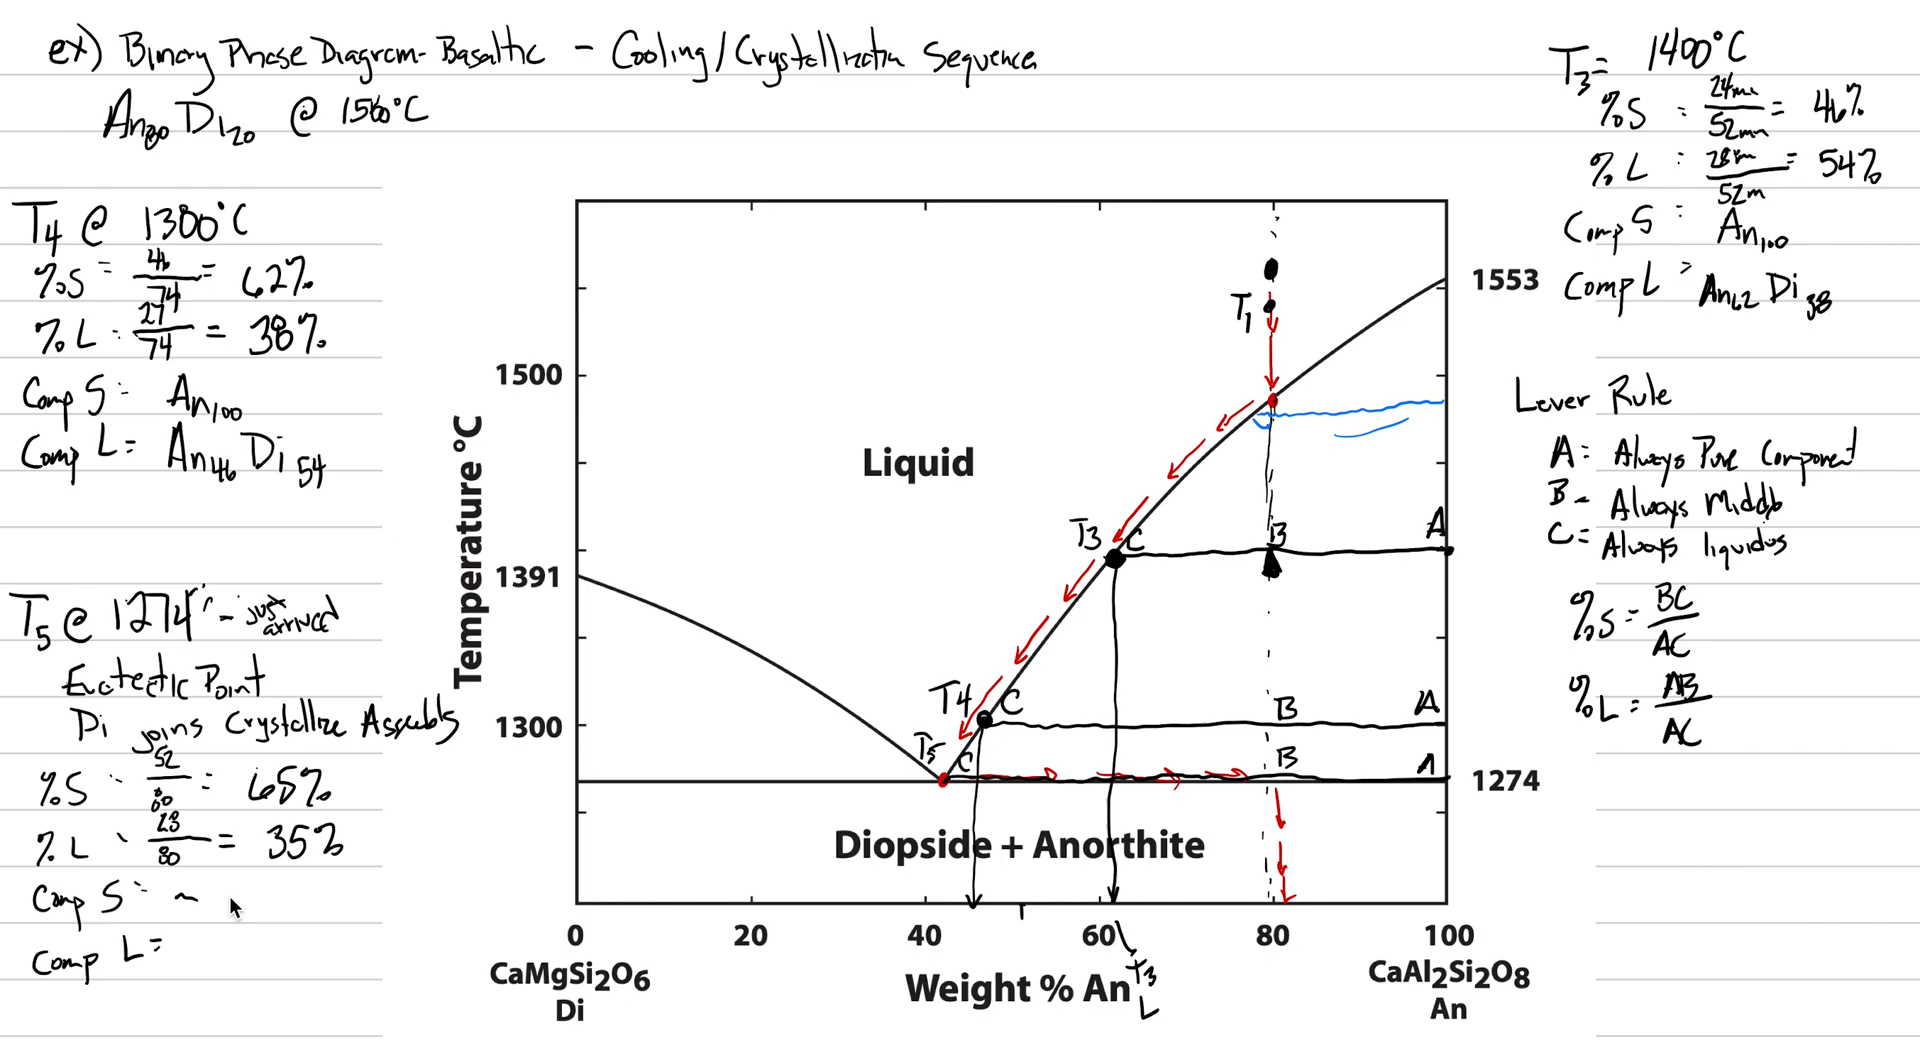 ex) Binary Phase Diagram- Basaltic - Cooling/Crystallization Sequence
An80 Di20 @ 1560°C
T4 @ 1300°C
%S = 46/74 = 62%
%L = 27/74 = 38%
Comp S = An100
Comp L = An46 Di54
T5 @ 1274° - just arrived
Eutectic Point
Di joins Crystallize Assembly
%S = 52/80 = 65%
%L = 28/80 = 35%
Comp S = ~
Comp L =
Temperature °C
1500
1391
1300
1553
1274
Liquid
Diopside + Anorthite
T1
T3 C B A
T4 C B A
T5 C B A
0 20 40 60 80 100
T3
L
CaMgSi2O6
Di
Weight % An
CaAl2Si2O8
An
T3 = 1400°C
%S = 24mm/52mm = 46%
%L = 28m/52m = 54%
Comp S = An100
Comp L = An62 Di38
Lever Rule
A = Always Pure Component
B = Always Middle
C = Always liquidus
%S = BC/AC
%L = AB/AC